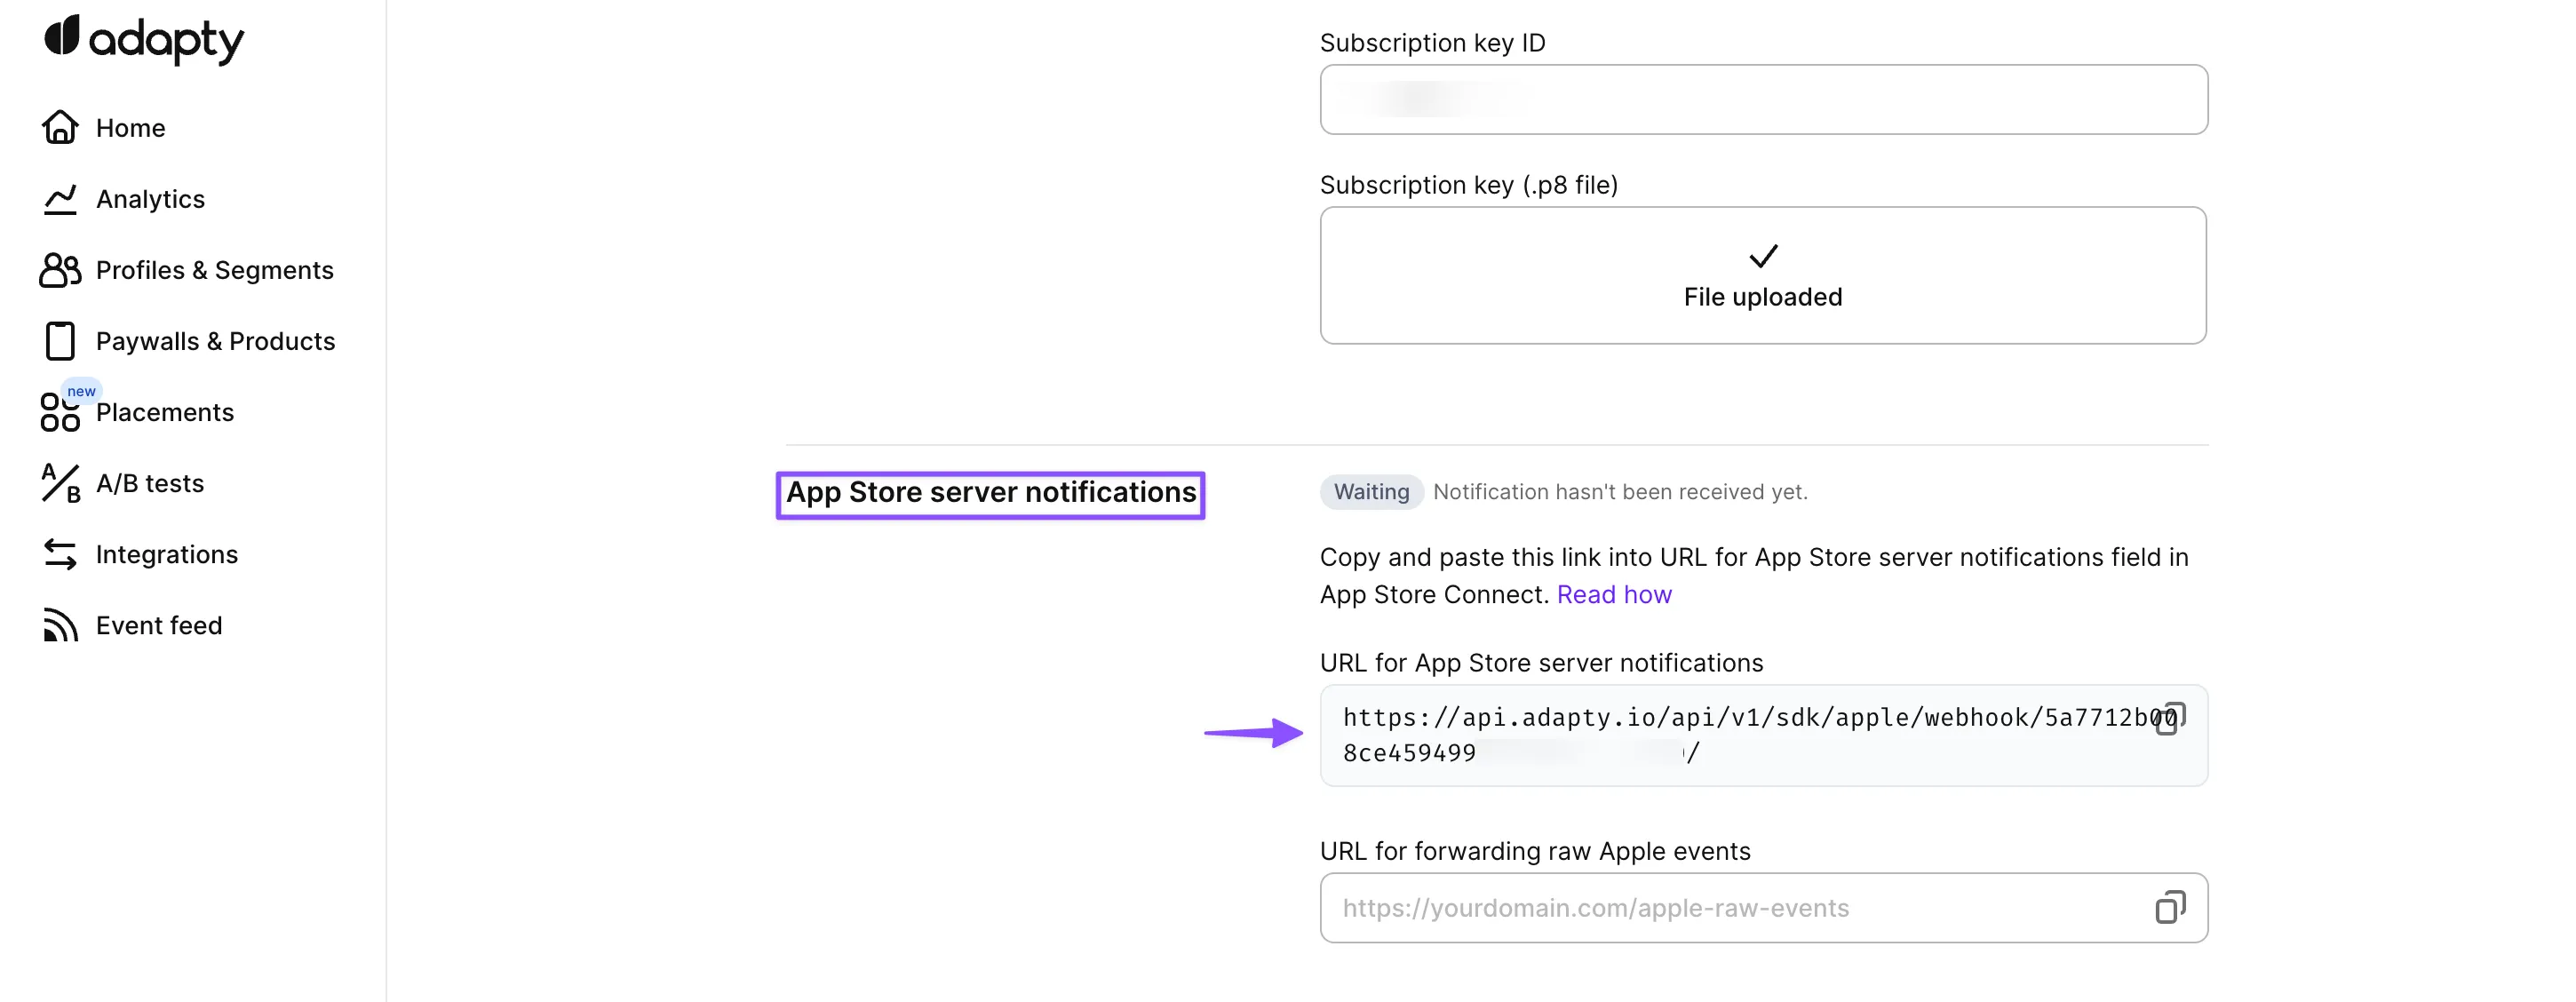 adapty
Home
Analytics
Profiles & Segments
Paywalls & Products
new
Placements
A/B tests
Integrations
Event feed
Subscription key ID
Subscription key (.p8 file)
File uploaded
App Store server notifications
Waiting Notification hasn't been received yet.
Copy and paste this link into URL for App Store server notifications field in
App Store Connect. Read how
URL for App Store server notifications
https://api.adapty.io/api/v1/sdk/apple/webhook/5a7712b00
8ce459499 /
URL for forwarding raw Apple events
https://yourdomain.com/apple-raw-events